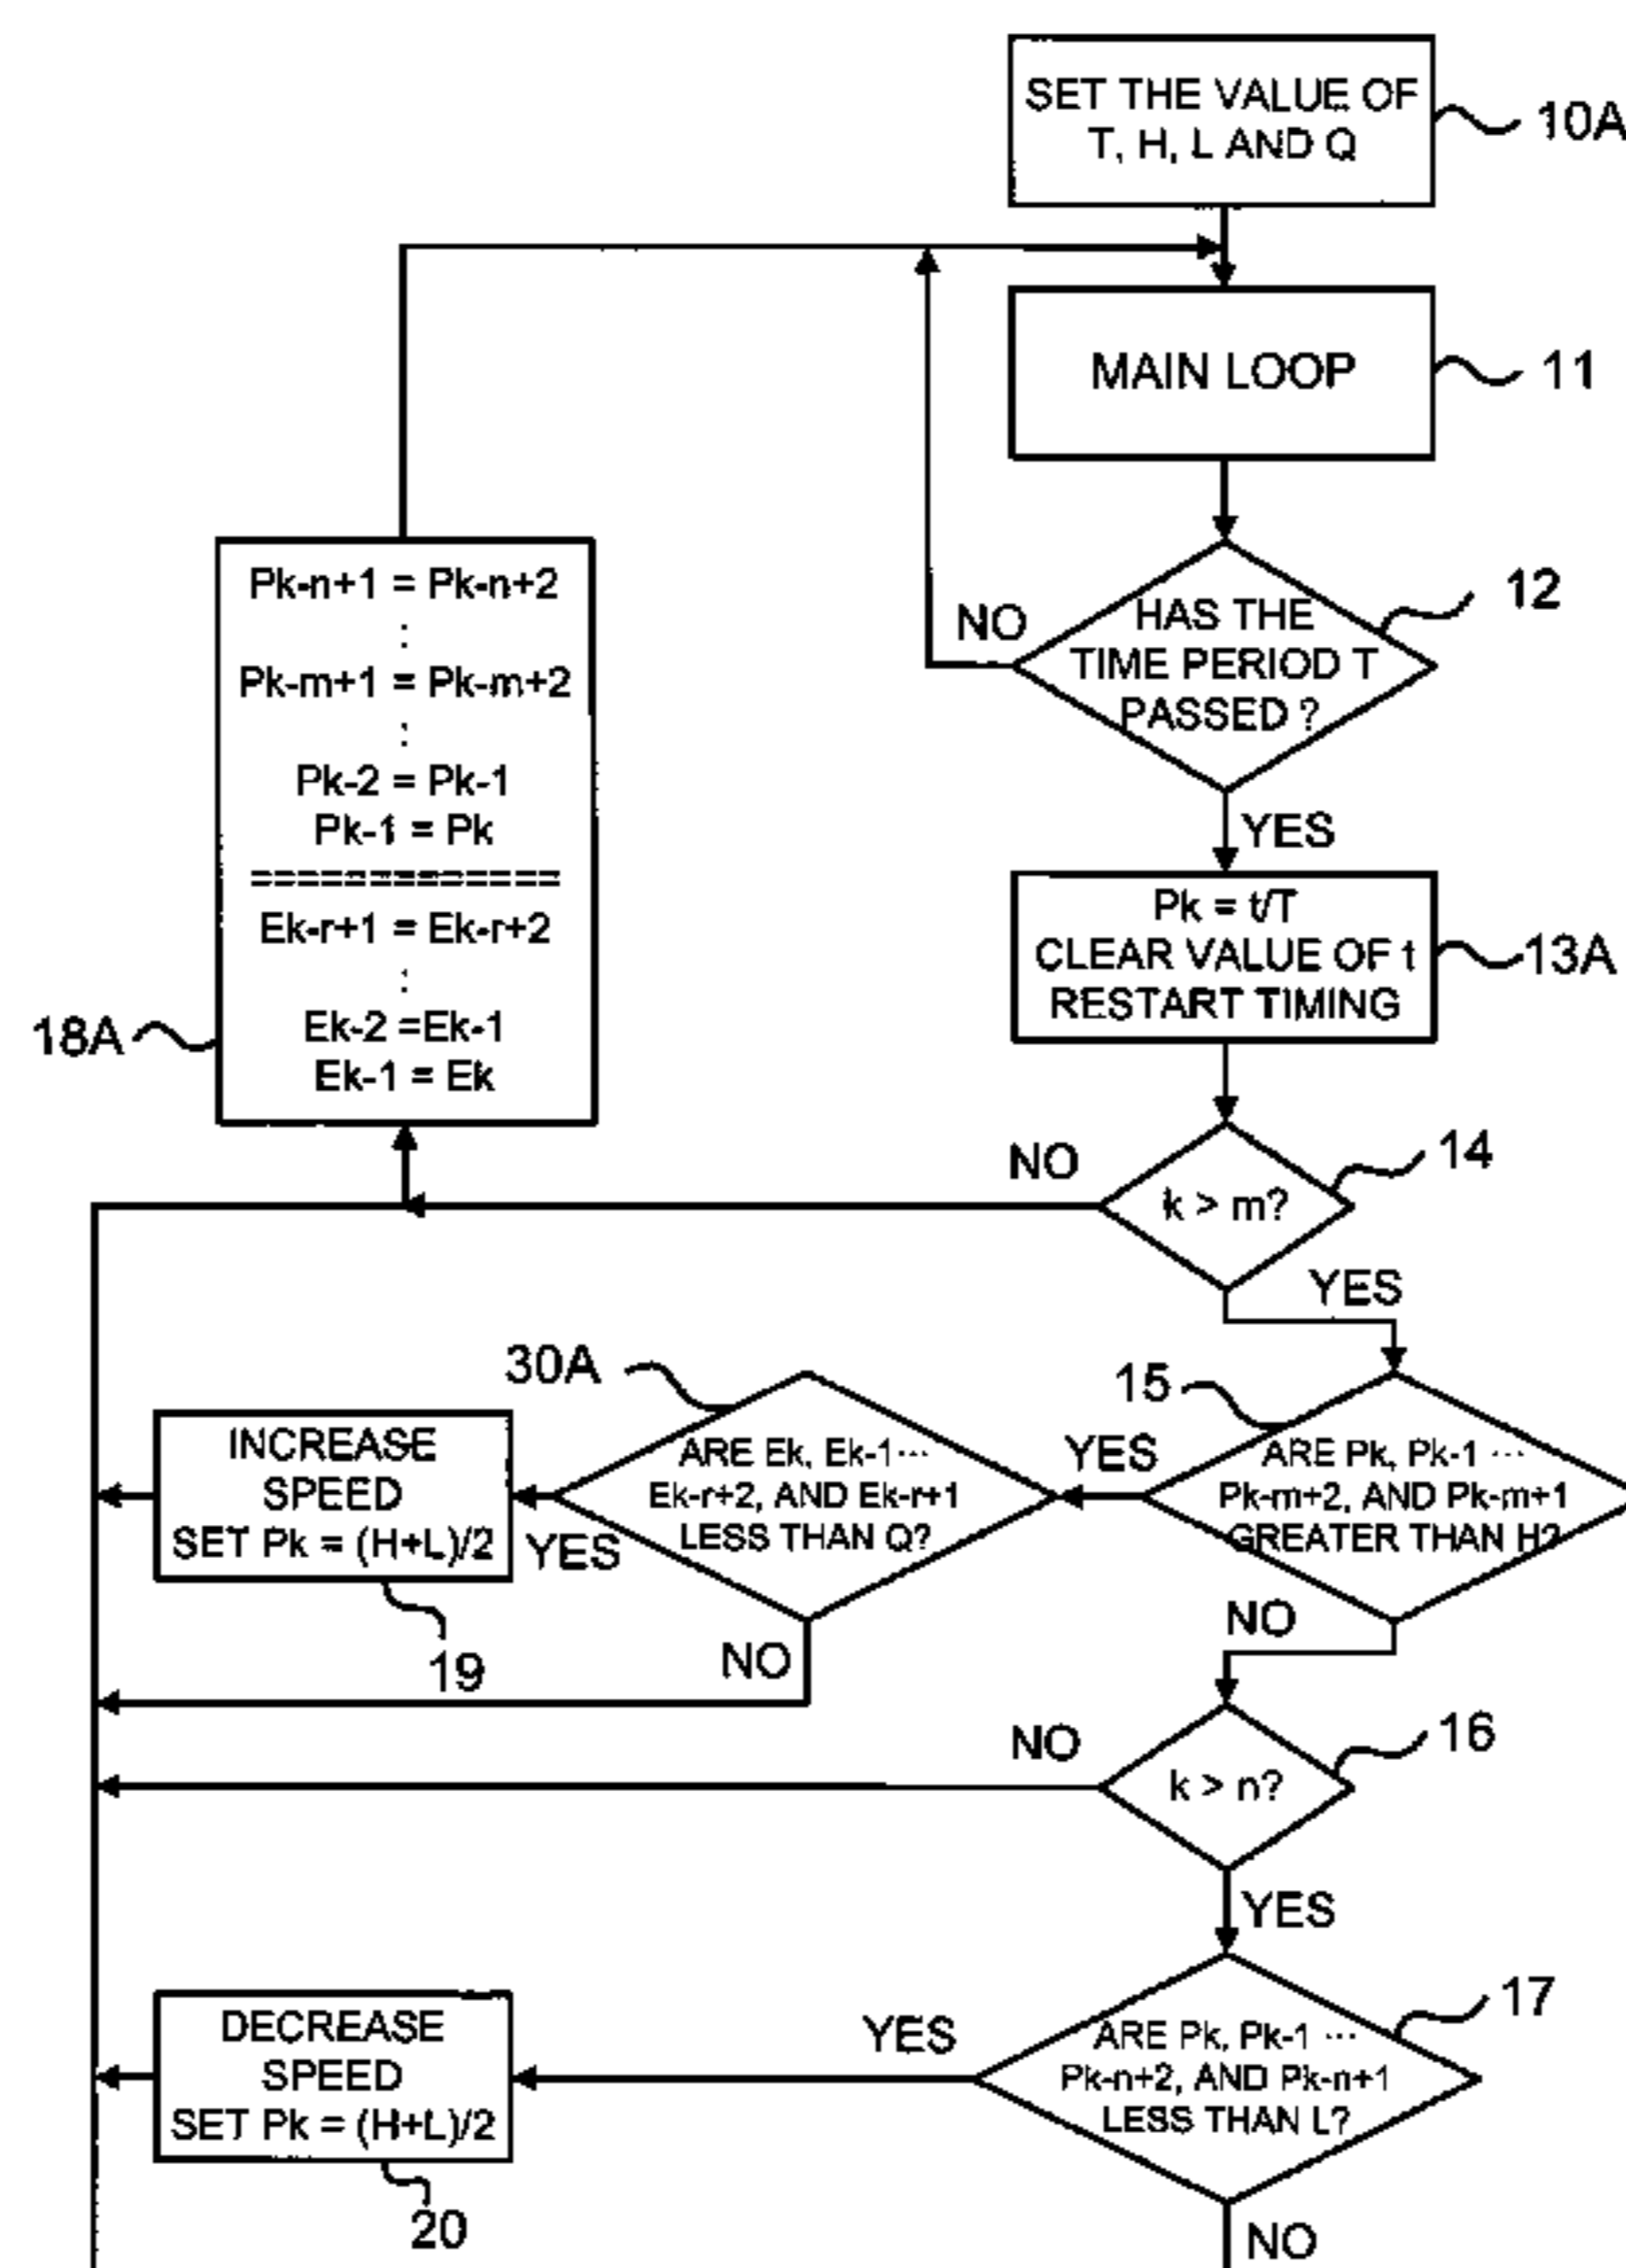 SET THE VALUE OF
T, H, L AND Q
10A
MAIN LOOP
11
HAS THE
TIME PERIOD T
PASSED ?
12
NO
YES
Pk = t/T
CLEAR VALUE OF t
RESTART TIMING
13A
Pk-n+1 = Pk-n+2
:
Pk-m+1 = Pk-m+2
:
Pk-2 = Pk-1
Pk-1 = Pk
==============
Ek-r+1 = Ek-r+2
:
Ek-2 =Ek-1
Ek-1 = Ek
18A
k > m?
14
NO
YES
ARE Pk, Pk-1 ···
Pk-m+2, AND Pk-m+1
GREATER THAN H?
15
YES
NO
ARE Ek, Ek-1···
Ek-r+2, AND Ek-r+1
LESS THAN Q?
30A
YES
NO
INCREASE
SPEED
SET Pk = (H+L)/2
19
k > n?
16
NO
YES
ARE Pk, Pk-1 ···
Pk-n+2, AND Pk-n+1
LESS THAN L?
17
YES
NO
DECREASE
SPEED
SET Pk = (H+L)/2
20